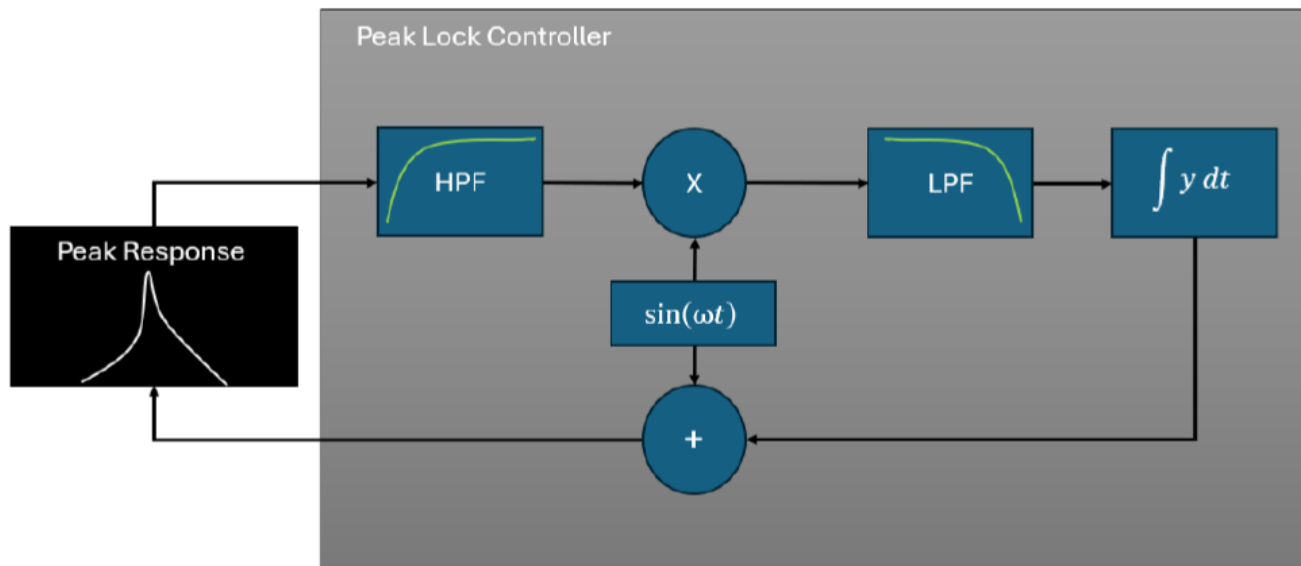 Peak Lock Controller
HPF
X
LPF
∫ y dt
Peak Response
sin(ωt)
+